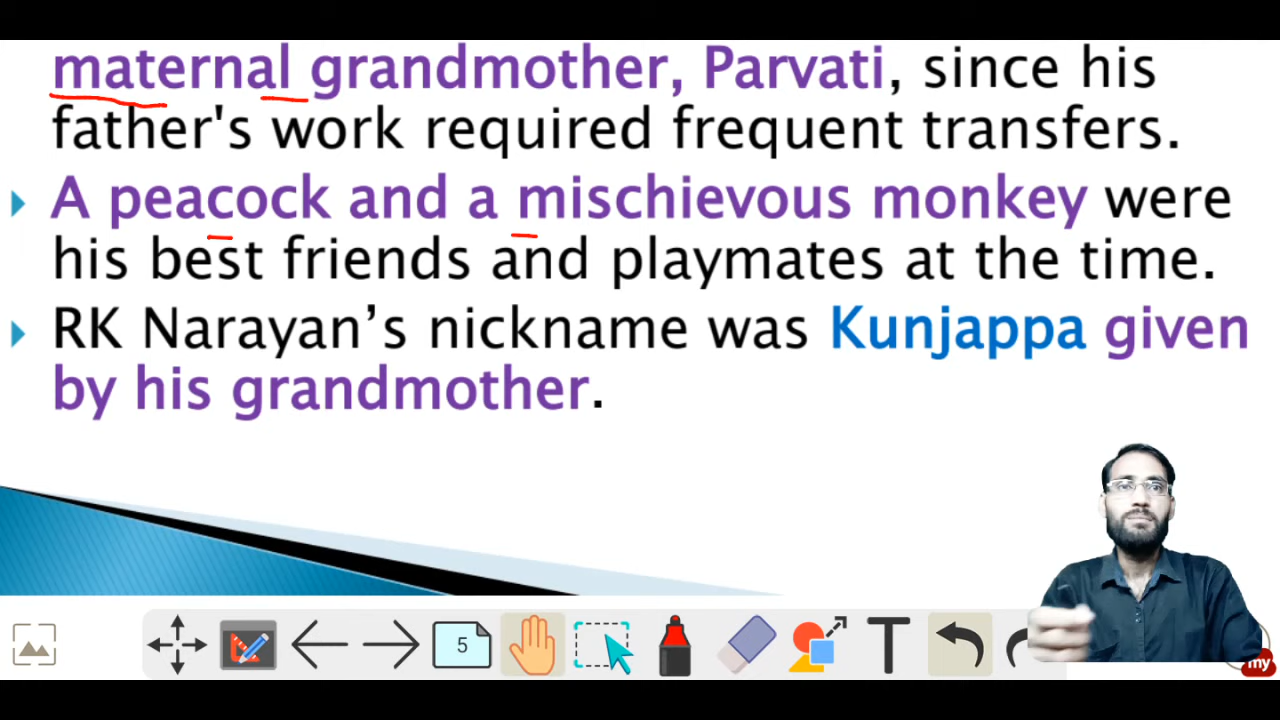 maternal grandmother, Parvati, since his
father's work required frequent transfers.
A peacock and a mischievous monkey were
his best friends and playmates at the time.
RK Narayan’s nickname was Kunjappa given
by his grandmother.
5
T
my